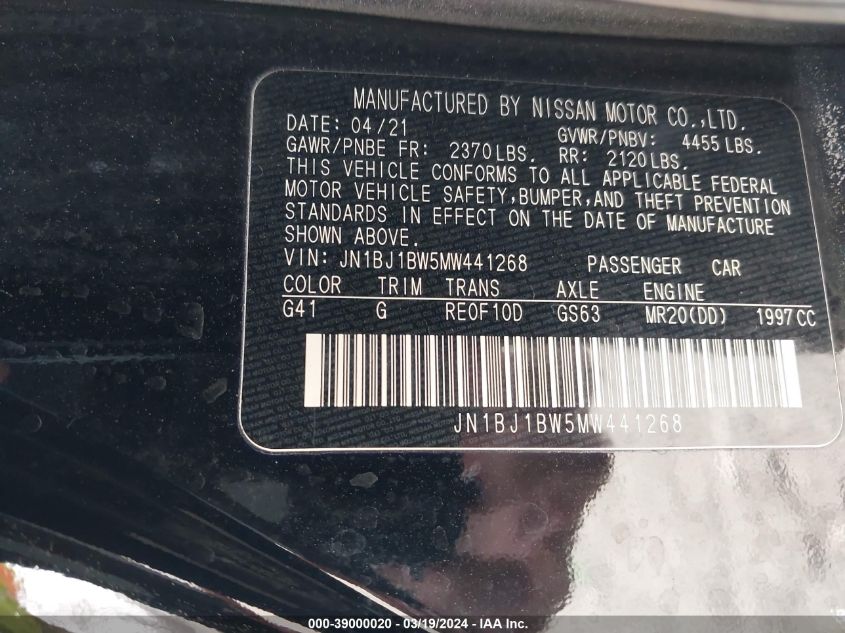 MANUFACTURED BY NISSAN MOTOR CO.,LTD.
DATE: 04/21 GVWR/PNBV: 4455 LBS.
GAWR/PNBE FR: 2370 LBS. RR: 2120 LBS.
THIS VEHICLE CONFORMS TO ALL APPLICABLE FEDERAL
MOTOR VEHICLE SAFETY, BUMPER, AND THEFT PREVENTION
STANDARDS IN EFFECT ON THE DATE OF MANUFACTURE
SHOWN ABOVE.
VIN: JN1BJ1BW5MW441268 PASSENGER CAR
COLOR TRIM TRANS AXLE ENGINE
G41 G RE0F10D GS63 MR20(DD) 1997CC
JN1BJ1BW5MW441268
000-39000020 - 03/19/2024 - IAA Inc.